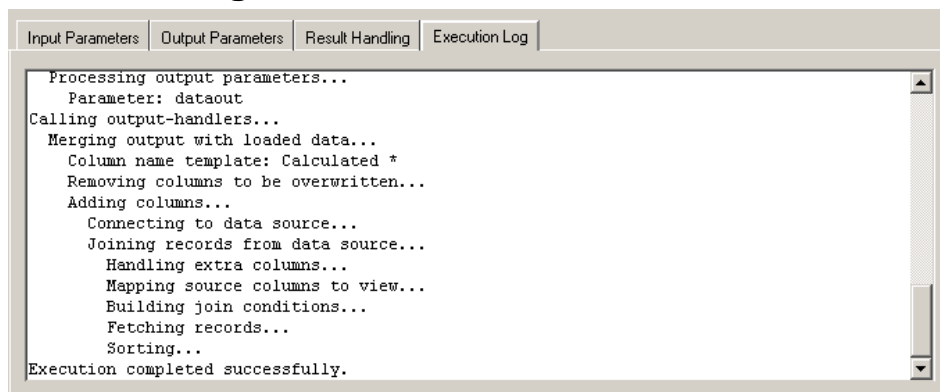 Input Parameters Output Parameters Result Handling Execution Log
Processing output parameters...
Parameter: dataout
Calling output-handlers...
Merging output with loaded data...
Column name template: Calculated *
Removing columns to be overwritten...
Adding columns...
Connecting to data source...
Joining records from data source...
Handling extra columns...
Mapping source columns to view...
Building join conditions...
Fetching records...
Sorting...
Execution completed successfully.